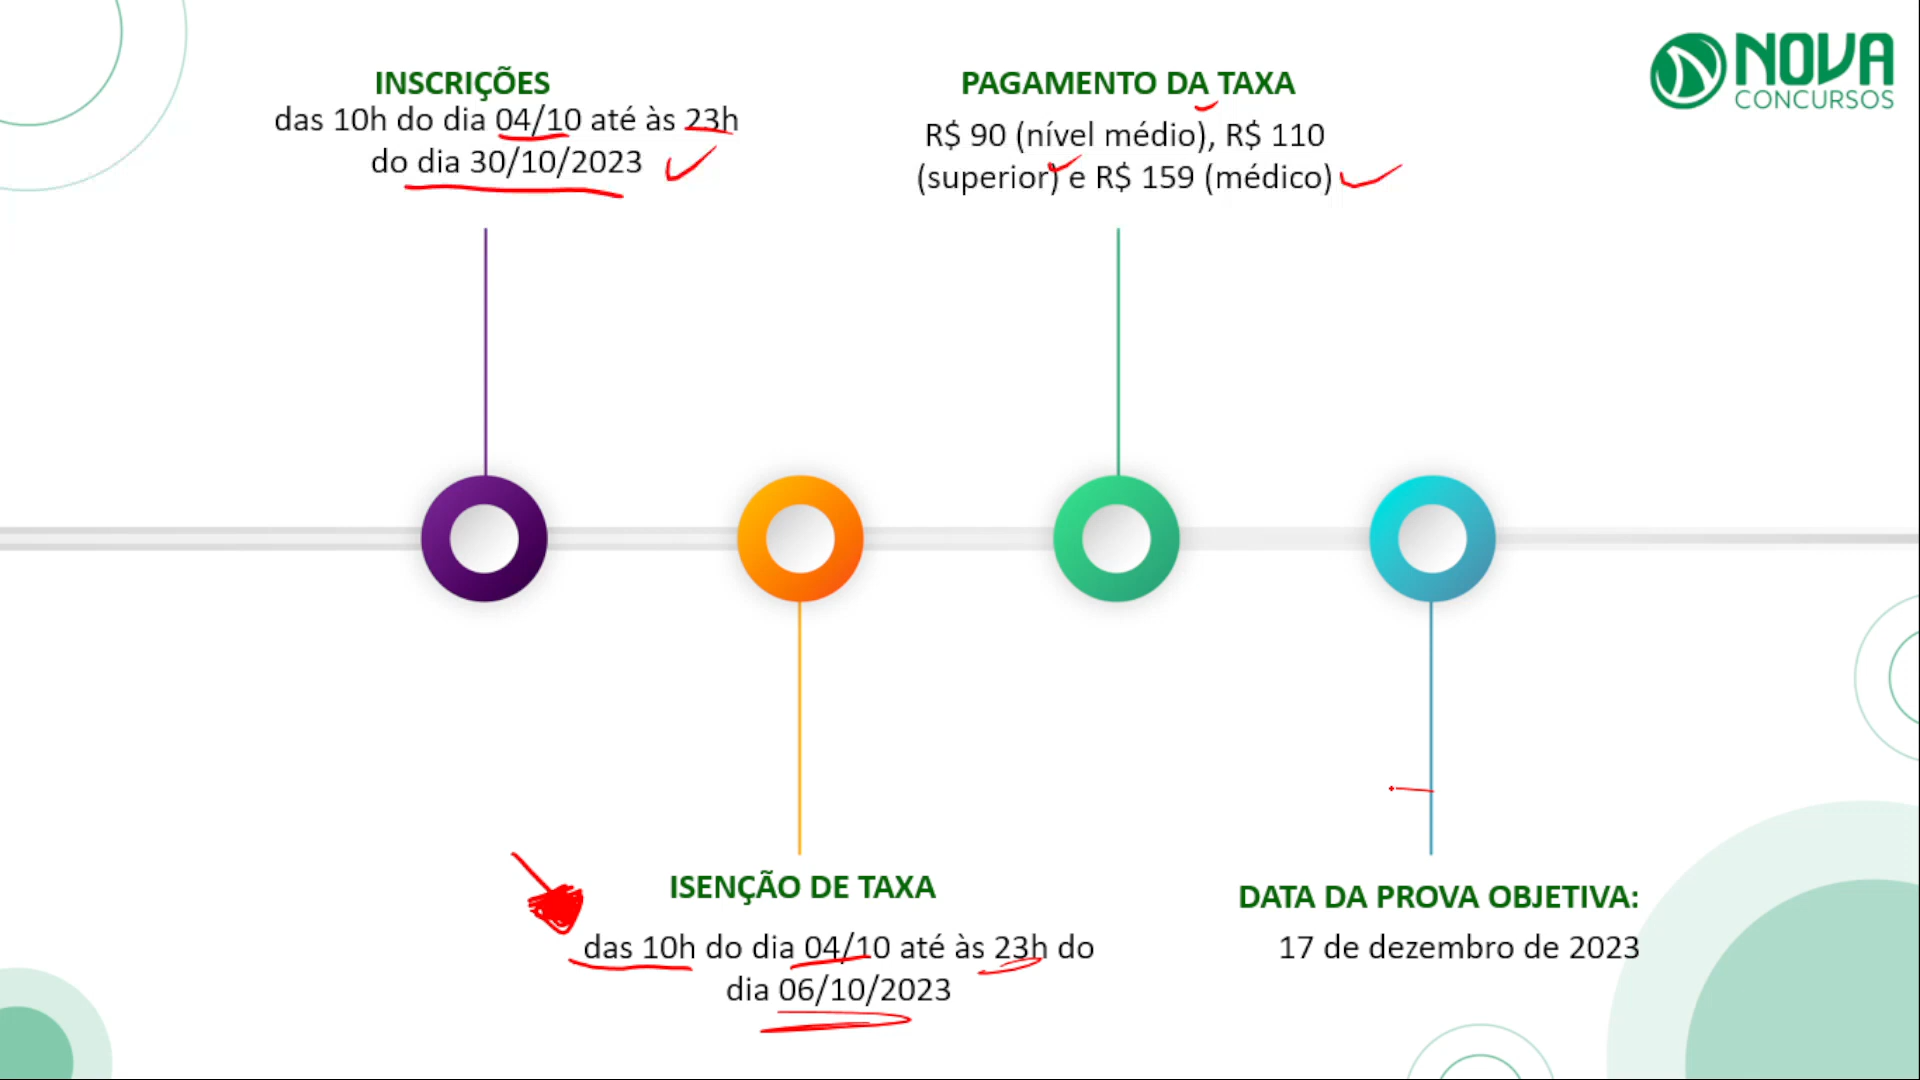 INSCRIÇÕES
das 10h do dia 04/10 até às 23h
do dia 30/10/2023
PAGAMENTO DA TAXA
R$ 90 (nível médio), R$ 110
(superior) e R$ 159 (médico)
NOVA
CONCURSOS
ISENÇÃO DE TAXA
das 10h do dia 04/10 até às 23h do
dia 06/10/2023
DATA DA PROVA OBJETIVA:
17 de dezembro de 2023